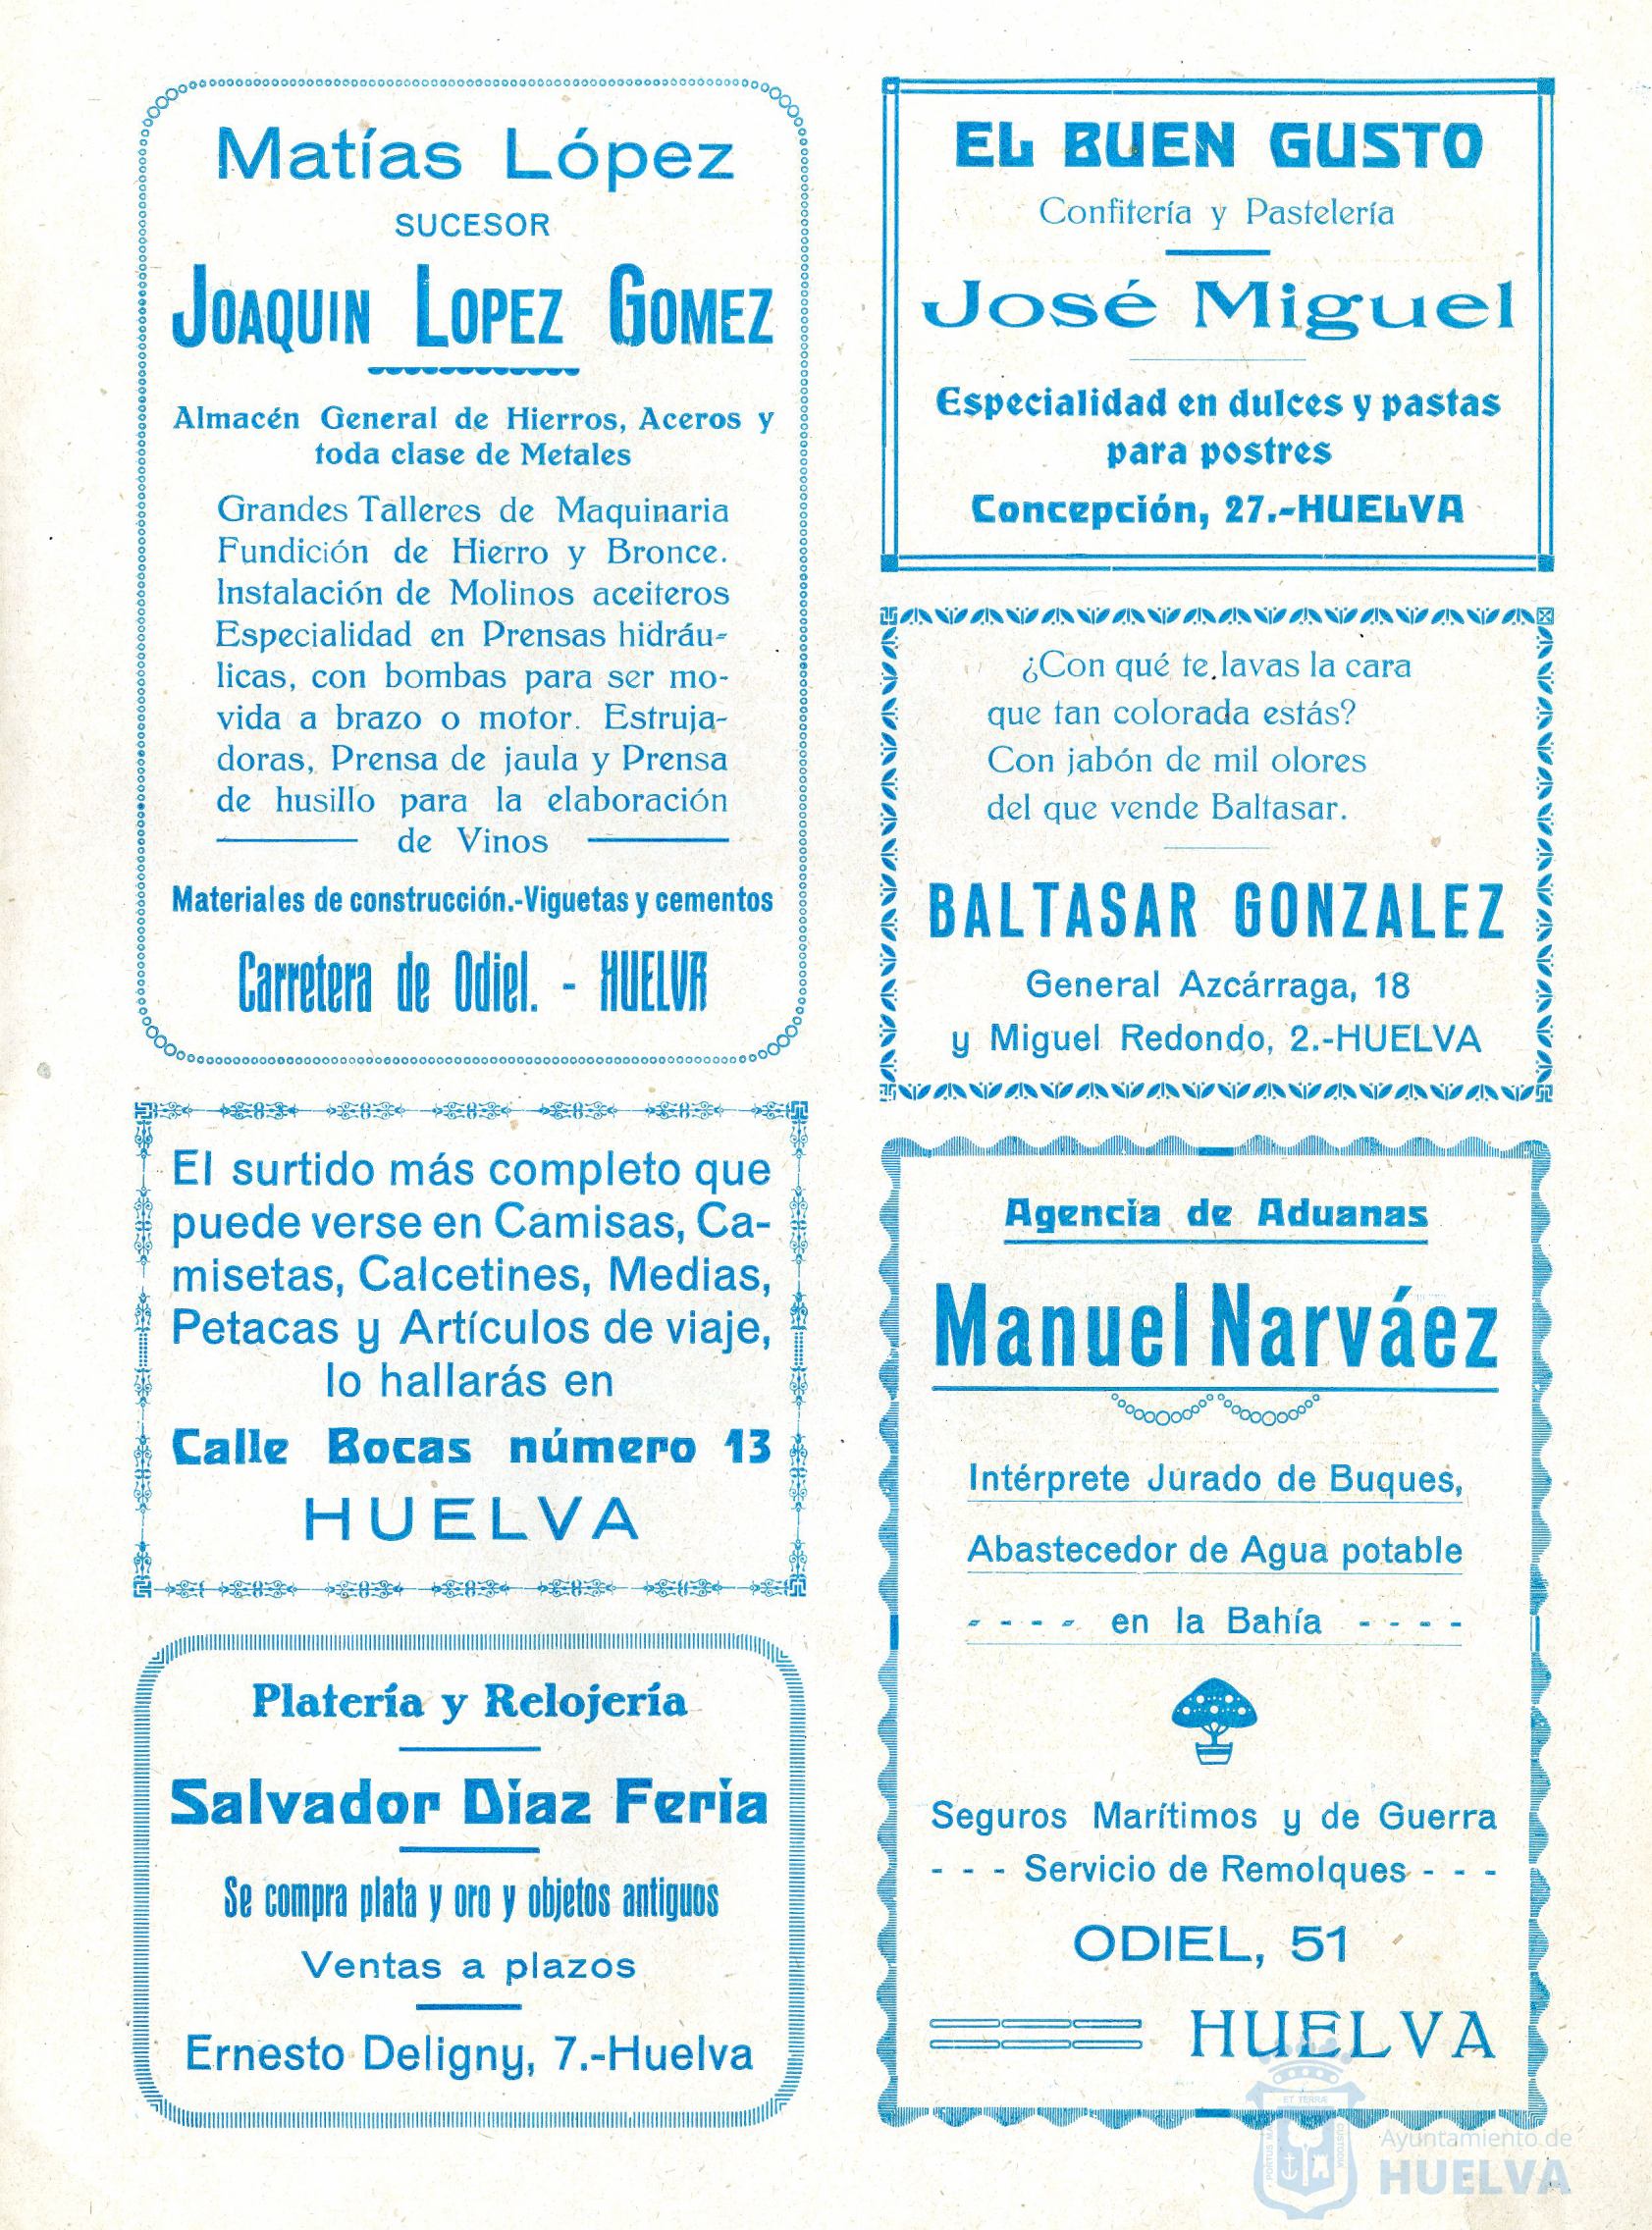 Matías López
SUCESOR
JOAQUIN LOPEZ GOMEZ
Almacén General de Hierros, Aceros y
toda clase de Metales
Grandes Talleres de Maquinaria
Fundición de Hierro y Bronce.
Instalación de Molinos aceiteros
Especialidad en Prensas hidráu-
licas, con bombas para ser mo-
vida a brazo o motor. Estruja-
doras, Prensa de jaula y Prensa
de husillo para la elaboración
de Vinos
Materiales de construcción.-Viguetas y cementos
Carretera de Odiel. - HUELVA
El surtido más completo que
puede verse en Camisas, Ca-
misetas, Calcetines, Medias,
Petacas y Artículos de viaje,
lo hallarás en
Calle Bocas número 13
HUELVA
Platería y Relojería
Salvador Díaz Feria
Se compra plata y oro y objetos antiguos
Ventas a plazos
Ernesto Deligny, 7.-Huelva
EL BUEN GUSTO
Confitería y Pastelería
José Miguel
Especialidad en dulces y pastas
para postres
Concepción, 27.-HUELVA
¿Con qué te lavas la cara
que tan colorada estás?
Con jabón de mil olores
del que vende Baltasar.
BALTASAR GONZALEZ
General Azcárraga, 18
y Miguel Redondo, 2.-HUELVA
Agencia de Aduanas
Manuel Narváez
Intérprete Jurado de Buques,
Abastecedor de Agua potable
- - - - en la Bahía - - - -
Seguros Marítimos y de Guerra
- - - Servicio de Remolques - - -
ODIEL, 51
HUELVA
ET TERRÆ
PORTUS MA
CUSTODIA
Ayuntamiento de
HUELVA